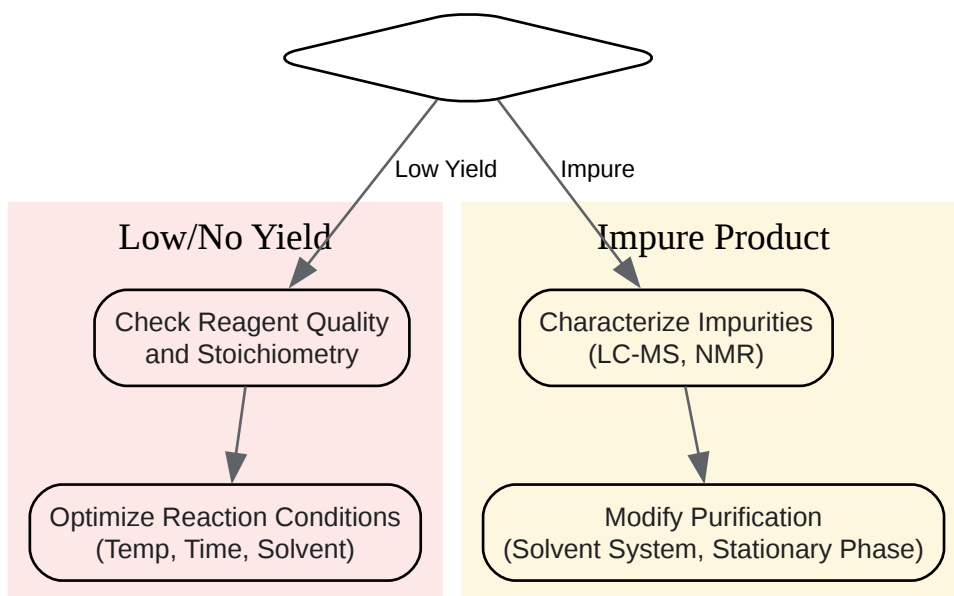 Low Yield
Impure
Low/No Yield
Impure Product
Check Reagent Quality
and Stoichiometry
Characterize Impurities
(LC-MS, NMR)
Optimize Reaction Conditions
(Temp, Time, Solvent)
Modify Purification
(Solvent System, Stationary Phase)